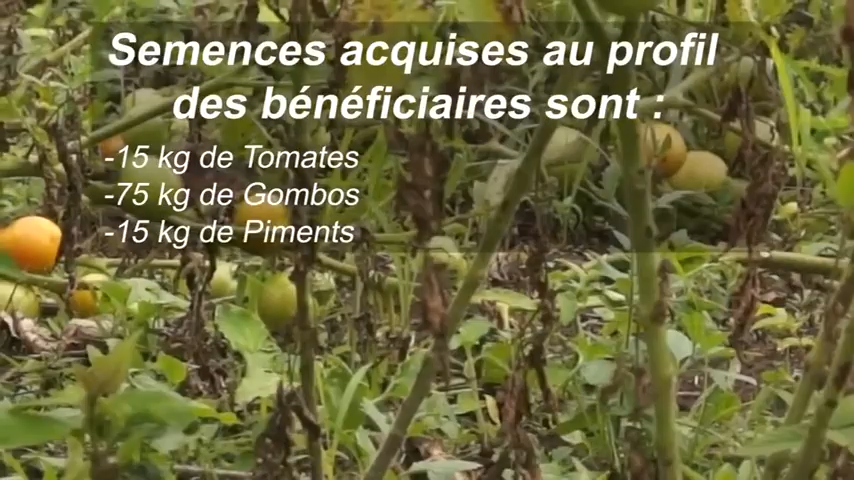 Semences acquises au profil
des bénéficiaires sont :
-15 kg de Tomates
-75 kg de Gombos
-15 kg de Piments